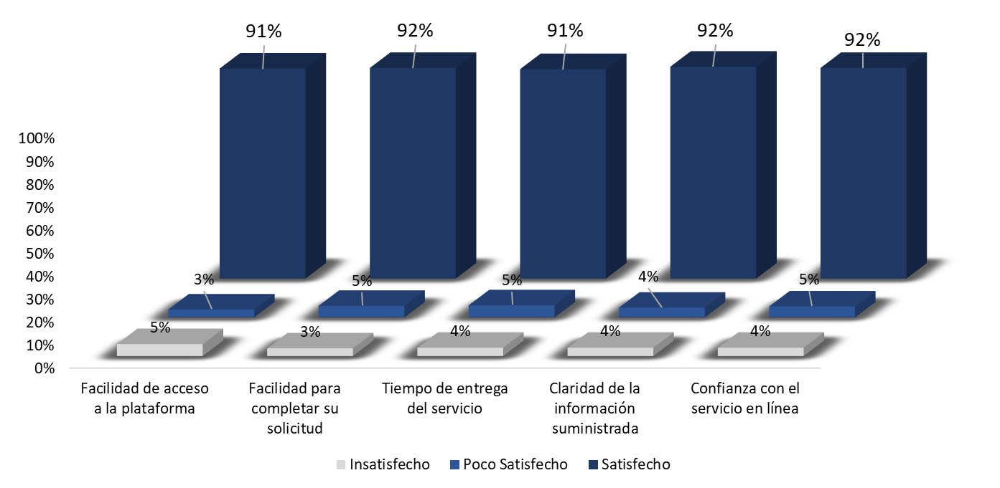 91%
92%
91%
92%
92%
100%
90%
80%
70%
60%
50%
40%
30%
20%
10%
0%
3%
5%
5%
4%
5%
5%
3%
4%
4%
4%
Facilidad de acceso
a la plataforma
Facilidad para
completar su
solicitud
Tiempo de entrega
del servicio
Claridad de la
información
suministrada
Confianza con el
servicio en línea
Insatisfecho
Poco Satisfecho
Satisfecho